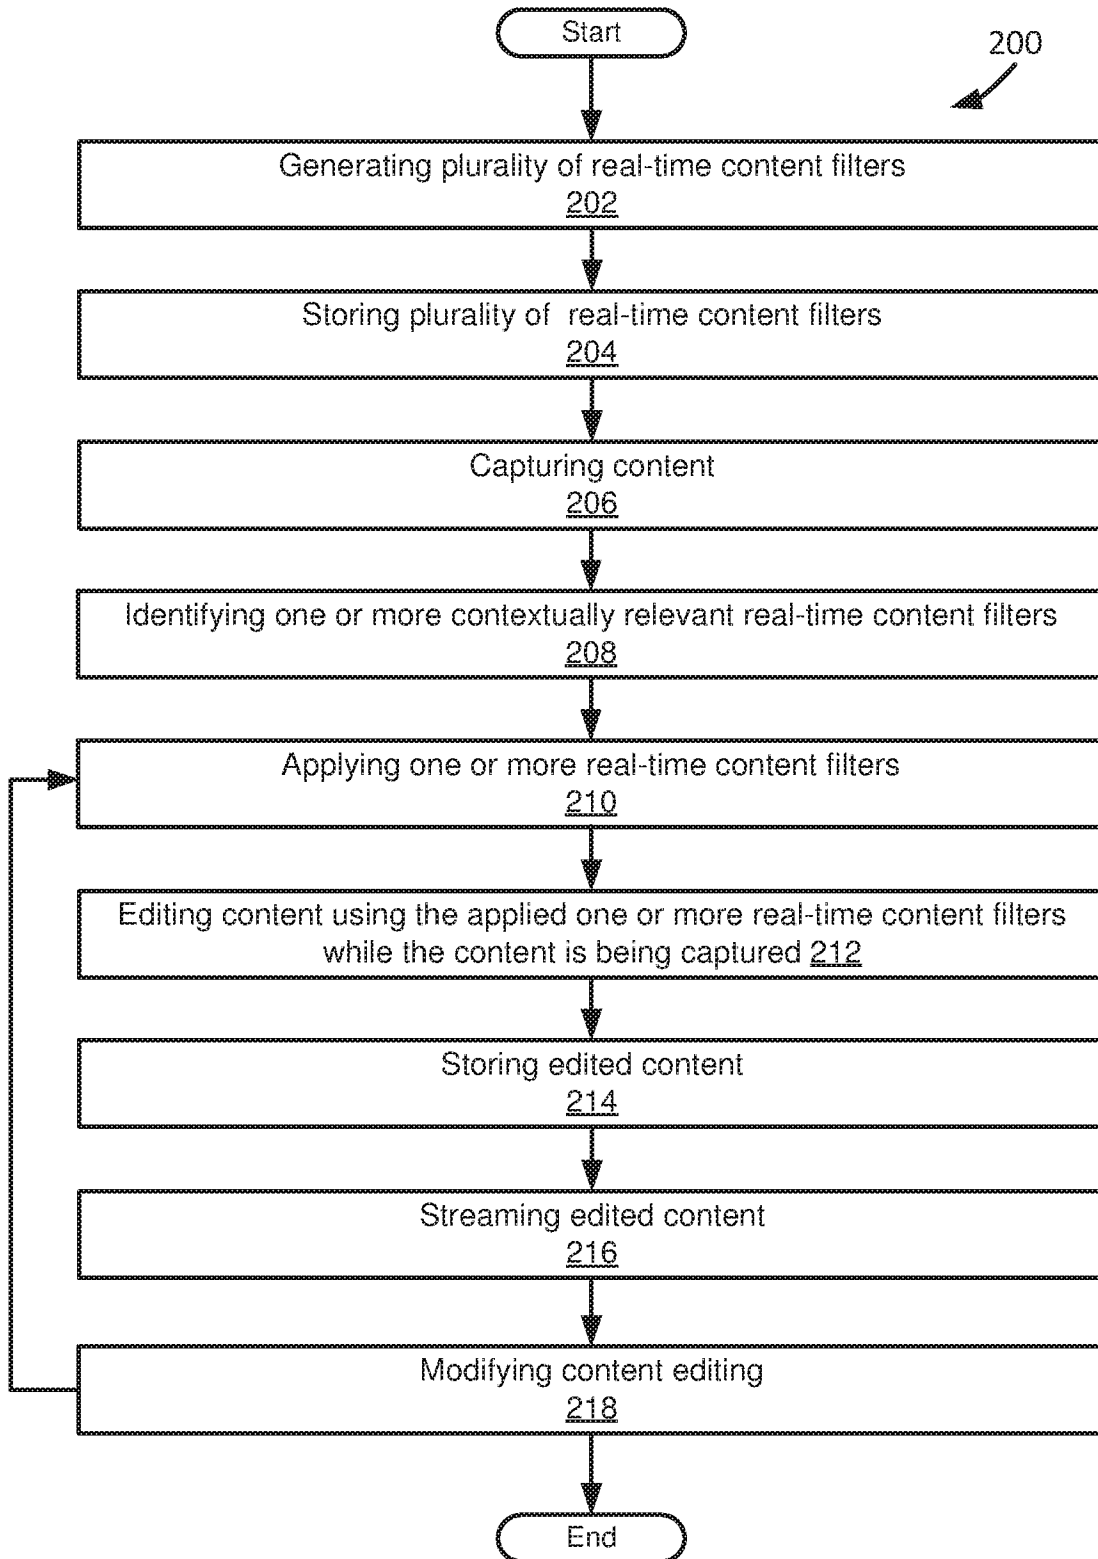 Start
200
Generating plurality of real-time content filters
202
Storing plurality of real-time content filters
204
Capturing content
206
Identifying one or more contextually relevant real-time content filters
208
Applying one or more real-time content filters
210
Editing content using the applied one or more real-time content filters
while the content is being captured 212
Storing edited content
214
Streaming edited content
216
Modifying content editing
218
End